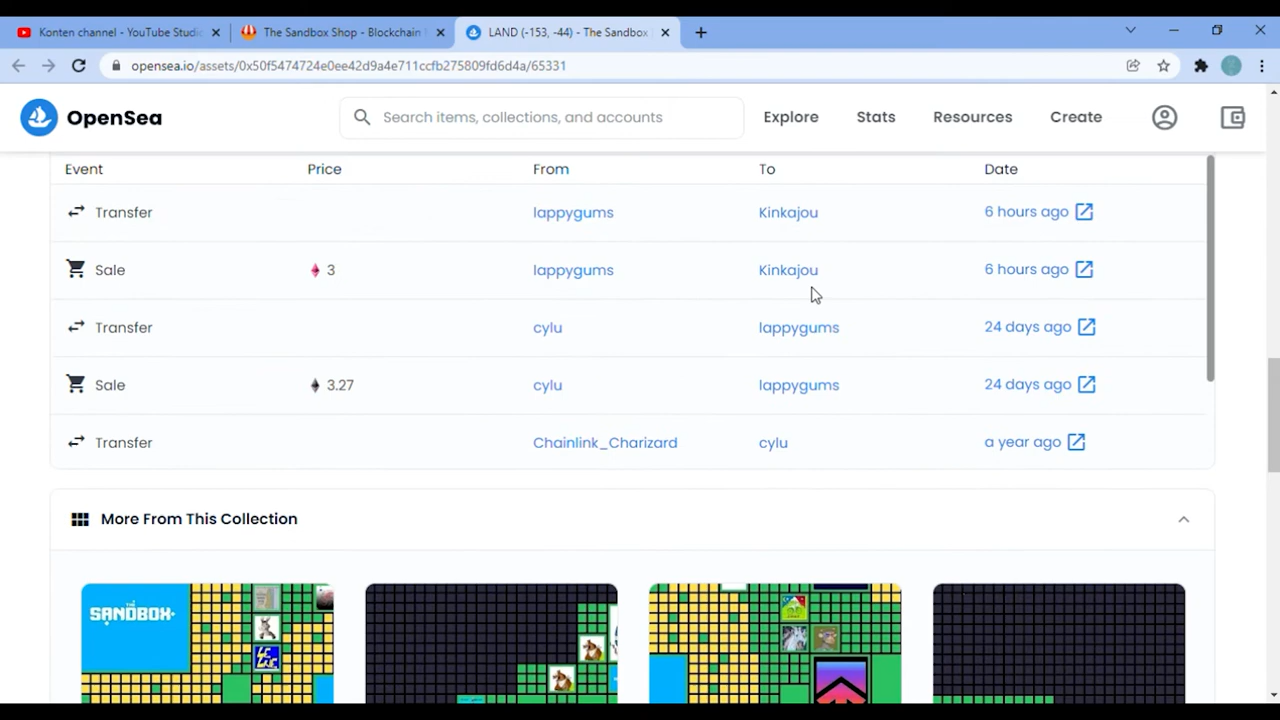 Konten channel - YouTube Studio
The Sandbox Shop - Blockchain
LAND (-153, -44) - The Sandbox
opensea.io/assets/0x50f5474724e0ee42d9a4e711ccfb275809fd6d4a/65331
OpenSea
Search items, collections, and accounts
Explore
Stats
Resources
Create
Event Price From To Date
Transfer lappygums Kinkajou 6 hours ago
Sale 3 lappygums Kinkajou 6 hours ago
Transfer cylu lappygums 24 days ago
Sale 3.27 cylu lappygums 24 days ago
Transfer Chainlink_Charizard cylu a year ago
More From This Collection
THE
SANDBOX